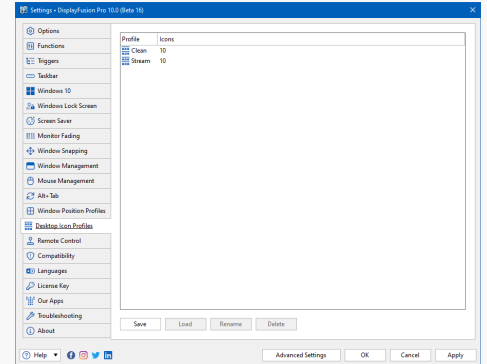 Settings • DisplayFusion Pro 10.0 (Beta 16)
Options
Functions
Triggers
Taskbar
Windows 10
Windows Lock Screen
Screen Saver
Monitor Fading
Window Snapping
Window Management
Mouse Management
Alt+Tab
Window Position Profiles
Desktop Icon Profiles
Remote Control
Compatibility
Languages
License Key
Our Apps
Troubleshooting
About
Profile Icons
Clean 10
Stream 10
Save Load Rename Delete
Help Advanced Settings OK Cancel Apply